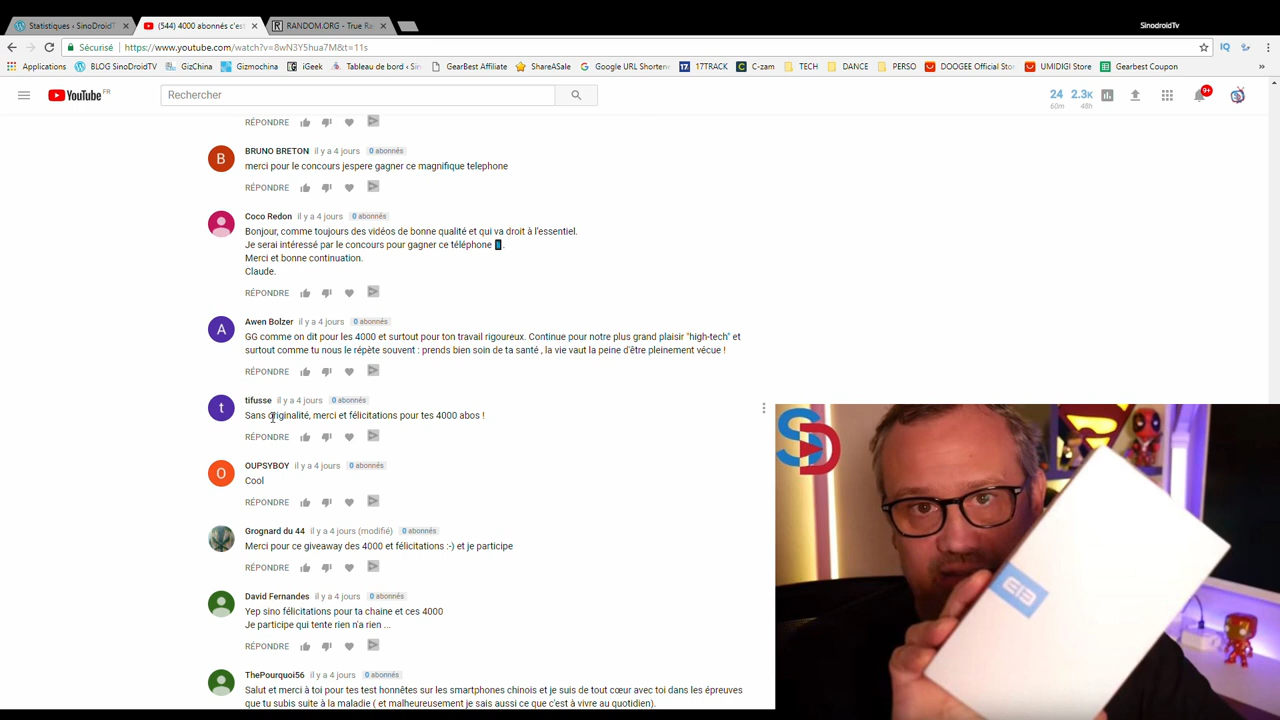 Statistiques ‹ SinoDroidT
(544) 4000 abonnés c'es
RANDOM.ORG - True Ra
SinodroidTv
Sécurisé
https://www.youtube.com/watch?v=8wN3Y5hua7M&t=11s
IQ
Applications
BLOG SinoDroidTV
GizChina
Gizmochina
iGeek
Tableau de bord ‹ Sin
GearBest Affiliate
ShareASale
Google URL Shortene
17TRACK
C-zam
TECH
DANCE
PERSO
DOOGEE Official Stor
UMIDIGI Store
Gearbest Coupon
»
YouTube FR
Rechercher
24 60m
2.3K 48h
9+
RÉPONDRE
BRUNO BRETON il y a 4 jours 0 abonnés
merci pour le concours jespere gagner ce magnifique telephone
RÉPONDRE
Coco Redon il y a 4 jours 0 abonnés
Bonjour, comme toujours des vidéos de bonne qualité et qui va droit à l'essentiel.
Je serai intéressé par le concours pour gagner ce téléphone 📱.
Merci et bonne continuation.
Claude.
RÉPONDRE
A
Awen Bolzer il y a 4 jours 0 abonnés
GG comme on dit pour les 4000 et surtout pour ton travail rigoureux. Continue pour notre plus grand plaisir "high-tech" et
surtout comme tu nous le répète souvent : prends bien soin de ta santé , la vie vaut la peine d'être pleinement vécue !
RÉPONDRE
t
tifusse il y a 4 jours 0 abonnés
Sans originalité, merci et félicitations pour tes 4000 abos !
RÉPONDRE
O
OUPSYBOY il y a 4 jours 0 abonnés
Cool
RÉPONDRE
Grognard du 44 il y a 4 jours (modifié) 0 abonnés
Merci pour ce giveaway des 4000 et félicitations :-) et je participe
RÉPONDRE
David Fernandes il y a 4 jours 0 abonnés
Yep sino félicitations pour ta chaine et ces 4000
Je participe qui tente rien n'a rien ...
RÉPONDRE
ThePourquoi56 il y a 4 jours 0 abonnés
Salut et merci à toi pour tes test honnêtes sur les smartphones chinois et je suis de tout cœur avec toi dans les épreuves
que tu subis suite à la maladie ( et malheureusement je sais aussi ce que c'est à vivre au quotidien).
SD